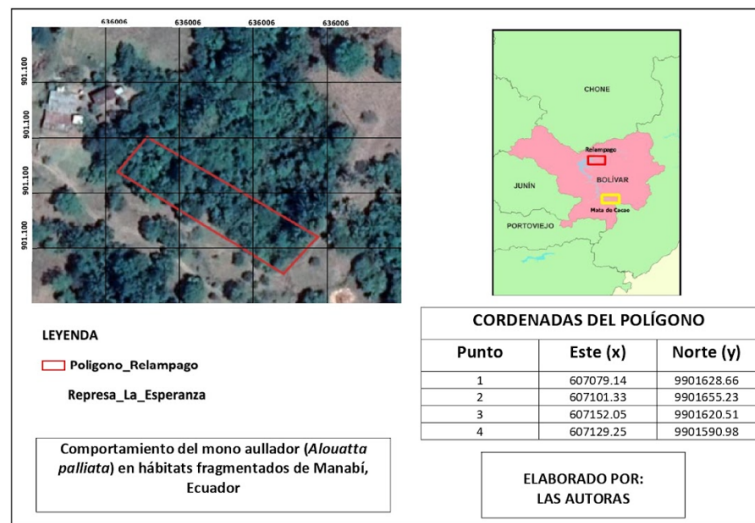 636006 636006 636006 636006
901.100
901.100
901.100
901.100
CHONE
Relampago
BOLÍVAR
JUNÍN
Mata de Cacao
PORTOVIEJO
LEYENDA
Poligono_Relampago
Represa_La_Esperanza
Comportamiento del mono aullador (Alouatta
palliata) en hábitats fragmentados de Manabí,
Ecuador
CORDENADAS DEL POLÍGONO
Punto Este (x) Norte (y)
1 607079.14 9901628.66
2 607101.33 9901655.23
3 607152.05 9901620.51
4 607129.25 9901590.98
ELABORADO POR:
LAS AUTORAS